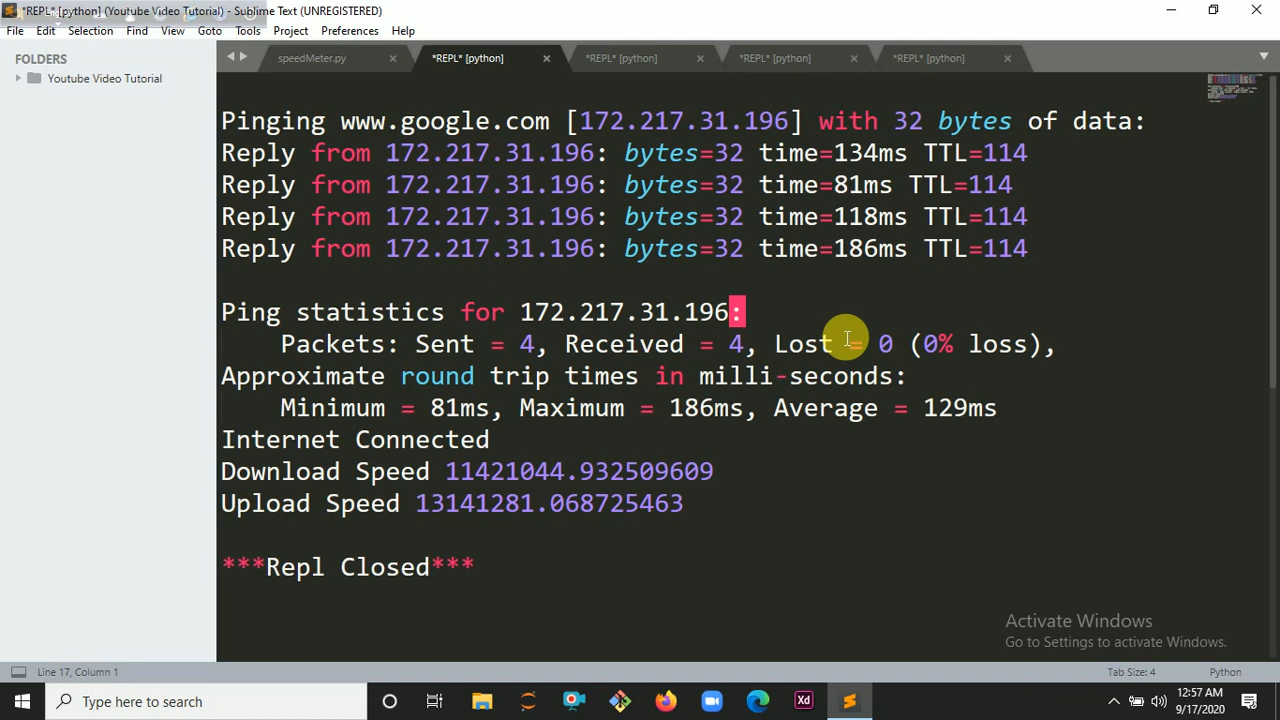 *REPL* [python] (Youtube Video Tutorial) - Sublime Text (UNREGISTERED)
File Edit Selection Find View Goto Tools Project Preferences Help
FOLDERS
Youtube Video Tutorial
speedMeter.py *REPL* [python] *REPL* [python] *REPL* [python] *REPL* [python]
Pinging www.google.com [172.217.31.196] with 32 bytes of data:
Reply from 172.217.31.196: bytes=32 time=134ms TTL=114
Reply from 172.217.31.196: bytes=32 time=81ms TTL=114
Reply from 172.217.31.196: bytes=32 time=118ms TTL=114
Reply from 172.217.31.196: bytes=32 time=186ms TTL=114
Ping statistics for 172.217.31.196:
Packets: Sent = 4, Received = 4, Lost = 0 (0% loss),
Approximate round trip times in milli-seconds:
Minimum = 81ms, Maximum = 186ms, Average = 129ms
Internet Connected
Download Speed 11421044.932509609
Upload Speed 13141281.068725463
***Repl Closed***
Activate Windows
Go to Settings to activate Windows.
Line 17, Column 1
Tab Size: 4 Python
Type here to search
Xd
12:57 AM
9/17/2020